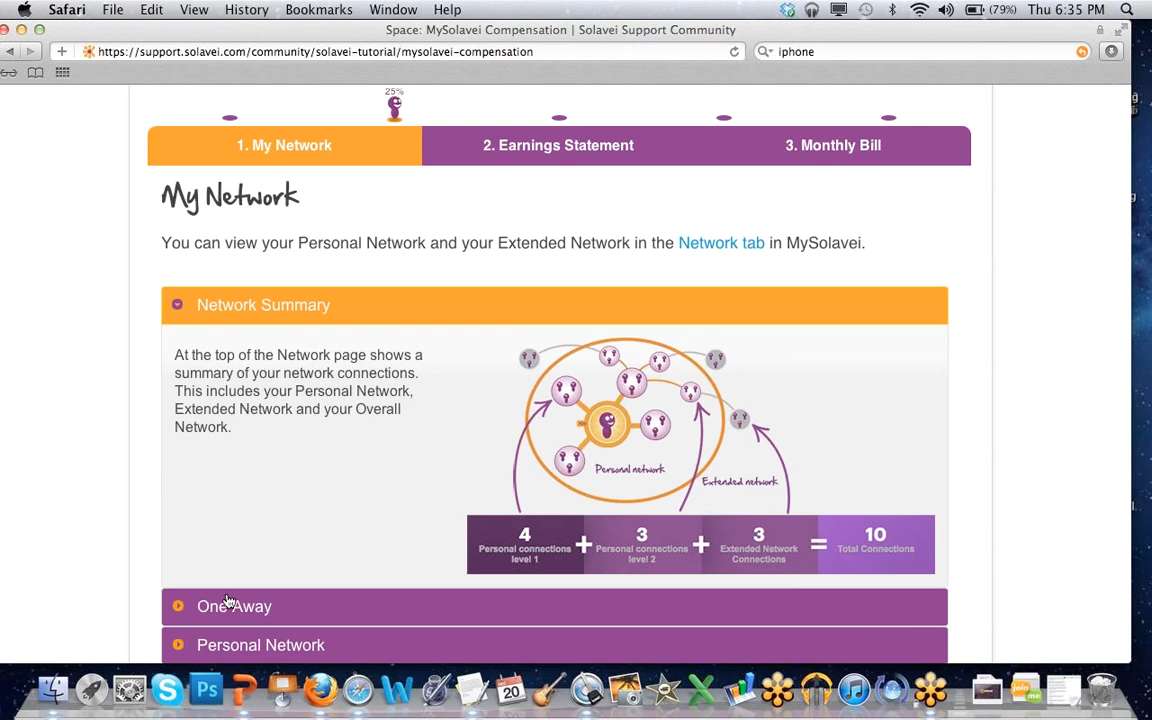 Safari File Edit View History Bookmarks Window Help (79%) Thu 6:35 PM
Space: MySolavei Compensation | Solavei Support Community
https://support.solavei.com/community/solavei-tutorial/mysolavei-compensation iphone
25%
1. My Network 2. Earnings Statement 3. Monthly Bill
My Network
You can view your Personal Network and your Extended Network in the Network tab in MySolavei.
Network Summary
At the top of the Network page shows a
summary of your network connections.
This includes your Personal Network,
Extended Network and your Overall
Network.
Personal network
Extended network
4 + 3 + 3 = 10
Personal connections Personal connections Extended Network Total Connections
level 1 level 2 Connections
One Away
Personal Network
20